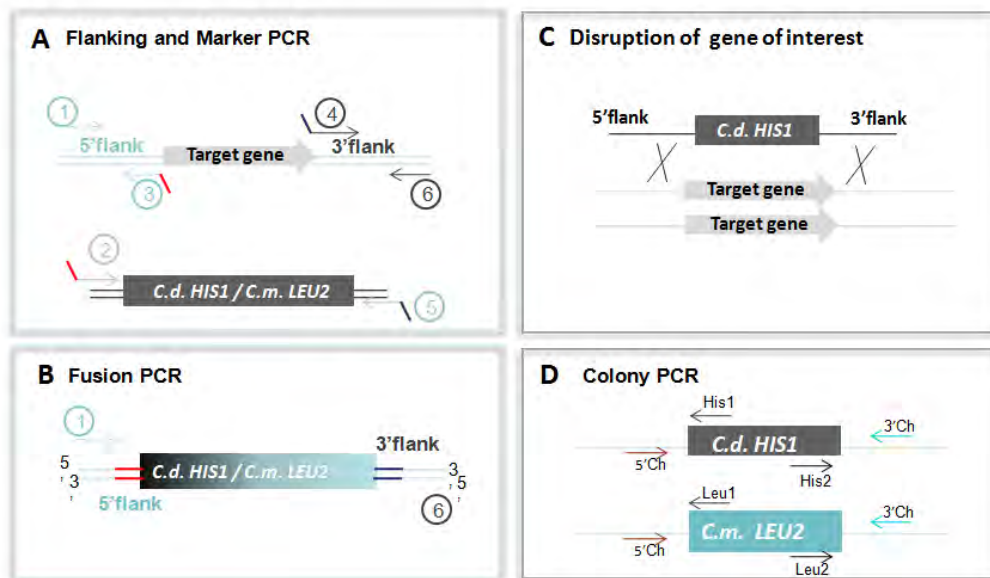 A Flanking and Marker PCR
1
4
5'flank
3'flank
Target gene
3
6
2
C.d. HIS1 / C.m. LEU2
5
B Fusion PCR
1
3'flank
5
'3
,
C.d. HIS1 / C.m. LEU2
3
'5
,
5'flank
6
C Disruption of gene of interest
5'flank
3'flank
C.d. HIS1
Target gene
Target gene
D Colony PCR
His1
C.d. HIS1
3'Ch
5'Ch
His2
Leu1
C.m. LEU2
3'Ch
5'Ch
Leu2